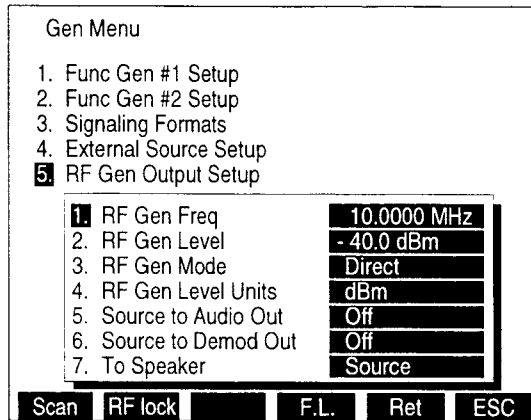 Gen Menu
1. Func Gen #1 Setup
2. Func Gen #2 Setup
3. Signaling Formats
4. External Source Setup
5. RF Gen Output Setup
1. RF Gen Freq 10.0000 MHz
2. RF Gen Level - 40.0 dBm
3. RF Gen Mode Direct
4. RF Gen Level Units dBm
5. Source to Audio Out Off
6. Source to Demod Out Off
7. To Speaker Source
Scan RF lock F.L. Ret ESC